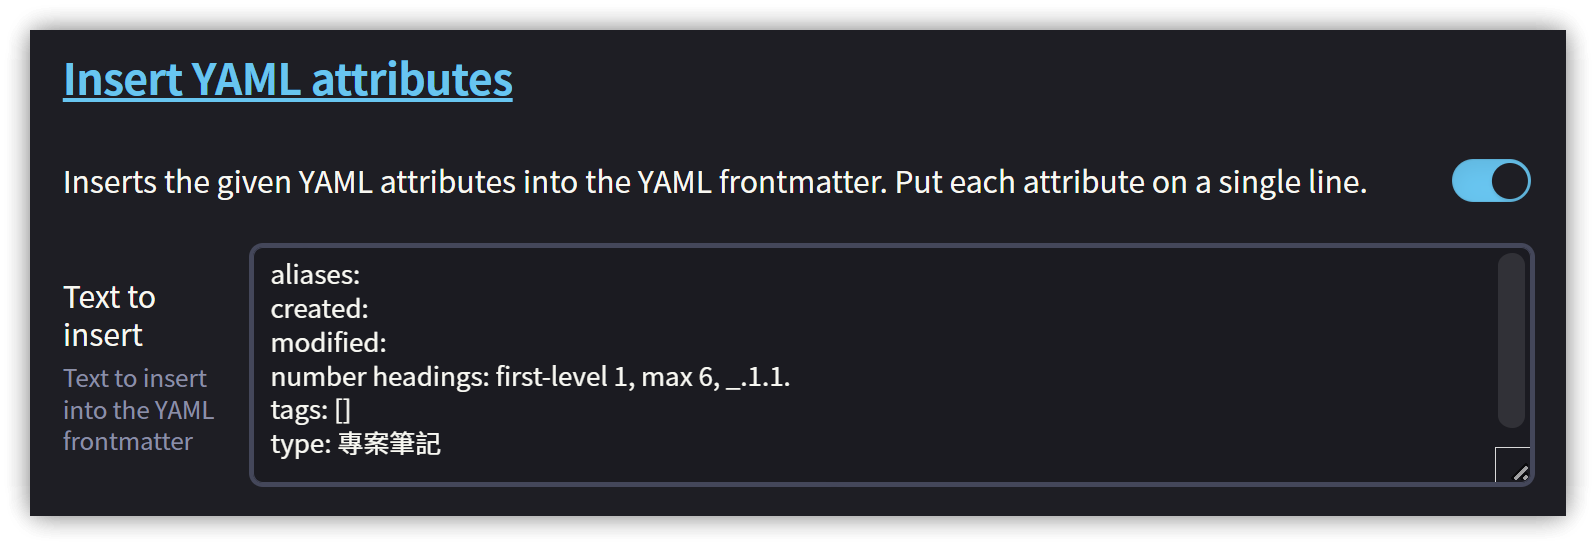 Insert YAML attributes
Inserts the given YAML attributes into the YAML frontmatter. Put each attribute on a single line.
Text to
insert
Text to insert
into the YAML
frontmatter
aliases:
created:
modified:
number headings: first-level 1, max 6, _.1.1.
tags: []
type: 專案筆記